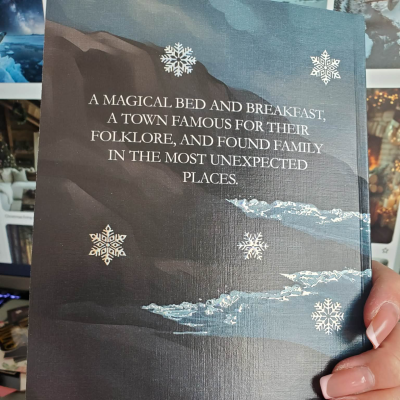 A MAGICAL BED AND BREAKFAST,
A TOWN FAMOUS FOR THEIR
FOLKLORE, AND FOUND FAMILY
IN THE MOST UNEXPECTED
PLACES.